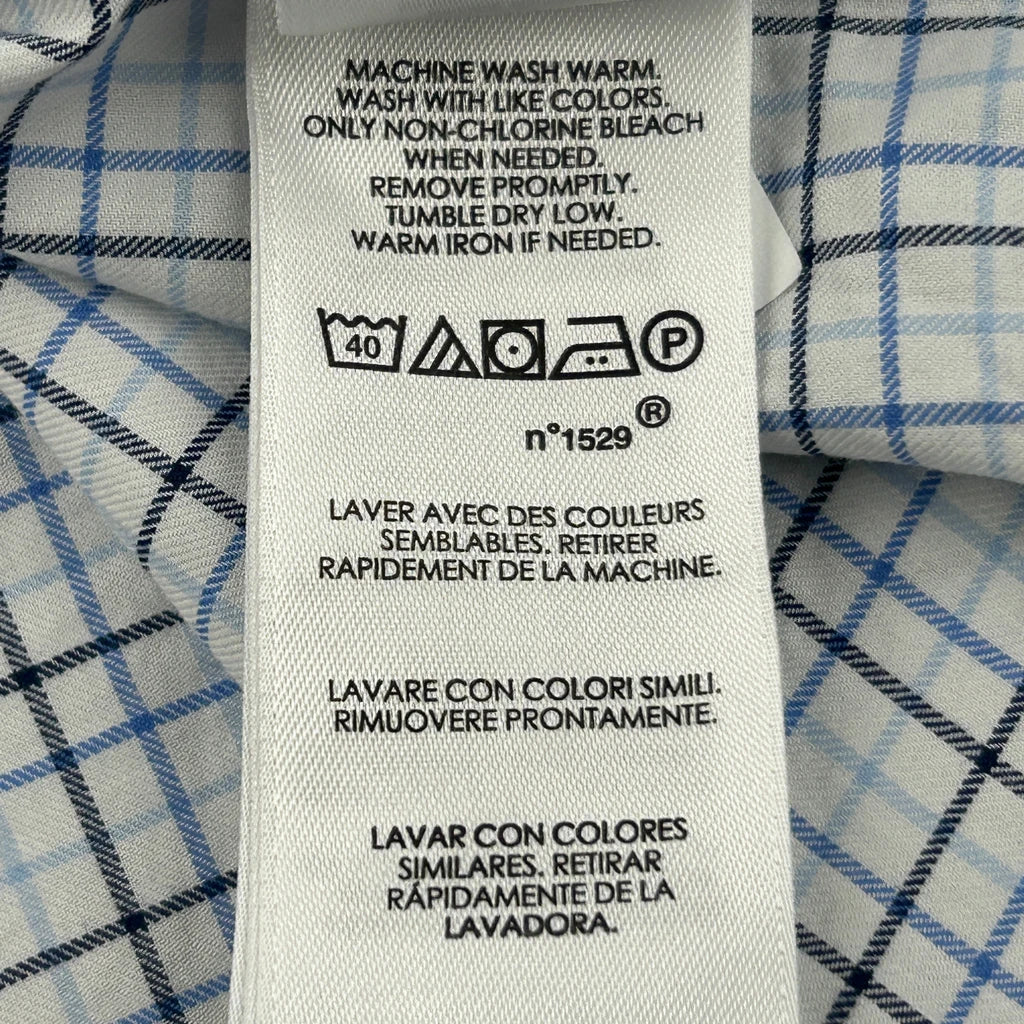 MACHINE WASH WARM.
WASH WITH LIKE COLORS.
ONLY NON-CHLORINE BLEACH
WHEN NEEDED.
REMOVE PROMPTLY.
TUMBLE DRY LOW.
WARM IRON IF NEEDED.
40 P
®
n°1529
LAVER AVEC DES COULEURS
SEMBLABLES. RETIRER
RAPIDEMENT DE LA MACHINE.
LAVARE CON COLORI SIMILI.
RIMUOVERE PRONTAMENTE.
LAVAR CON COLORES
SIMILARES. RETIRAR
RÁPIDAMENTE DE LA
LAVADORA.